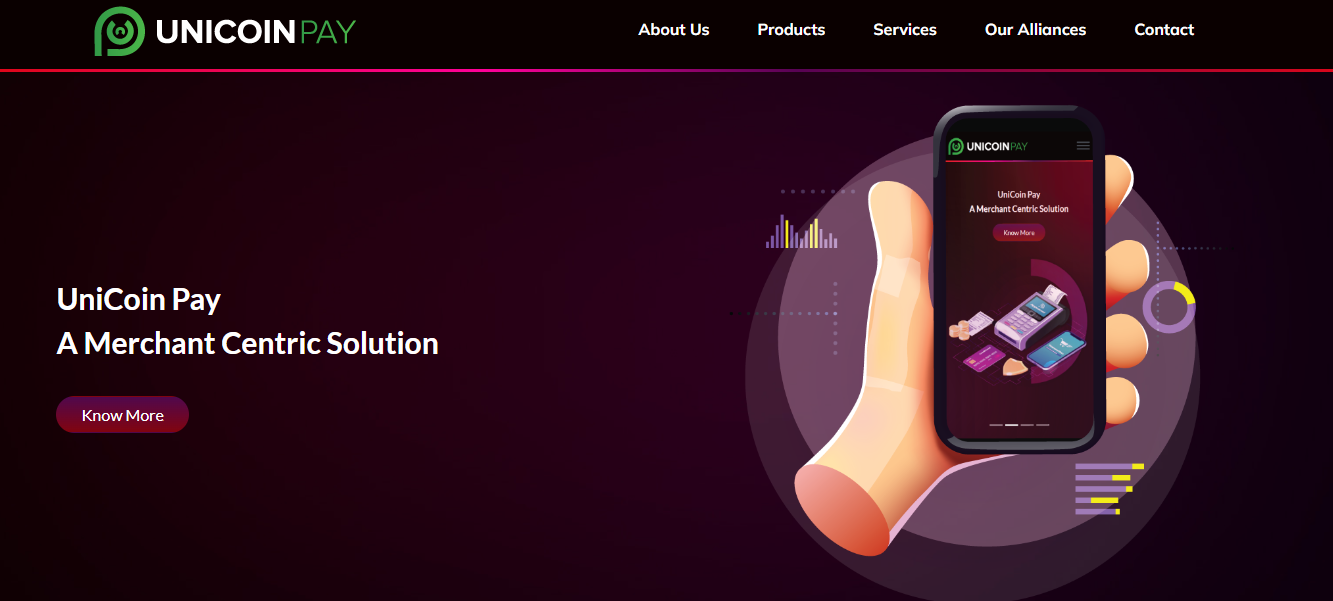 UNICOINPAY
About Us
Products
Services
Our Alliances
Contact
UniCoin Pay
A Merchant Centric Solution
Know More
UNICOINPAY
UniCoin Pay
A Merchant Centric Solution
Know More